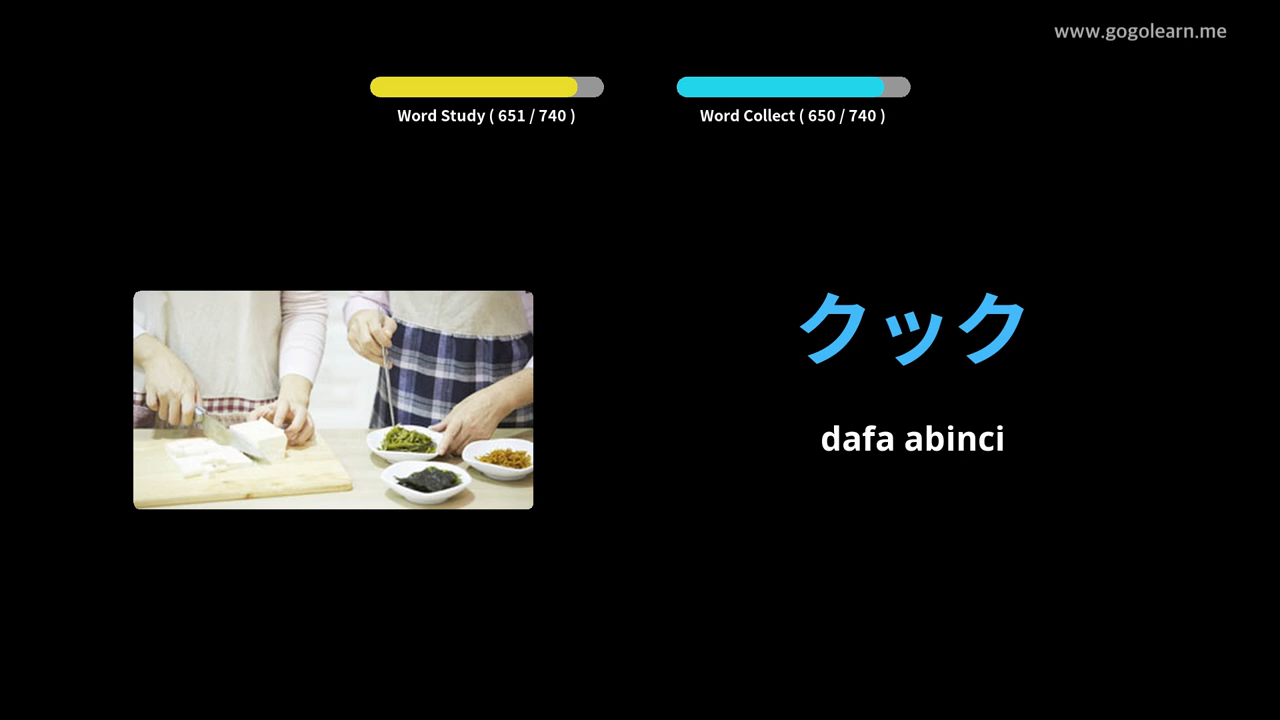 www.gogolearn.me
Word Study ( 651 / 740 )
Word Collect ( 650 / 740 )
クック
dafa abinci